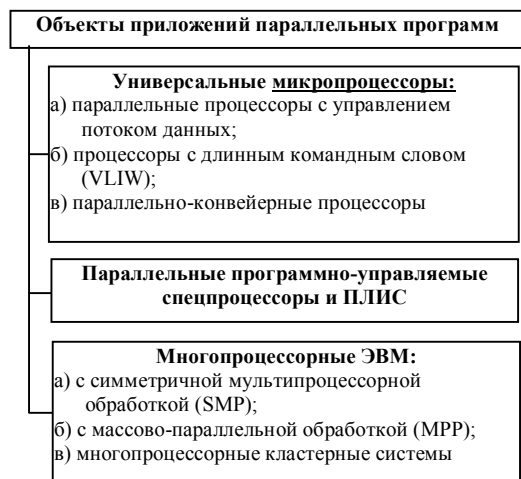 Объекты приложений параллельных программ
Универсальные микропроцессоры:
а) параллельные процессоры с управлением
потоком данных;
б) процессоры с длинным командным словом
(VLIW);
в) параллельно-конвейерные процессоры
Параллельные программно-управляемые
спецпроцессоры и ПЛИС
Многопроцессорные ЭВМ:
а) с симметричной мультипроцессорной
обработкой (SMP);
б) с массово-параллельной обработкой (MPP);
в) многопроцессорные кластерные системы